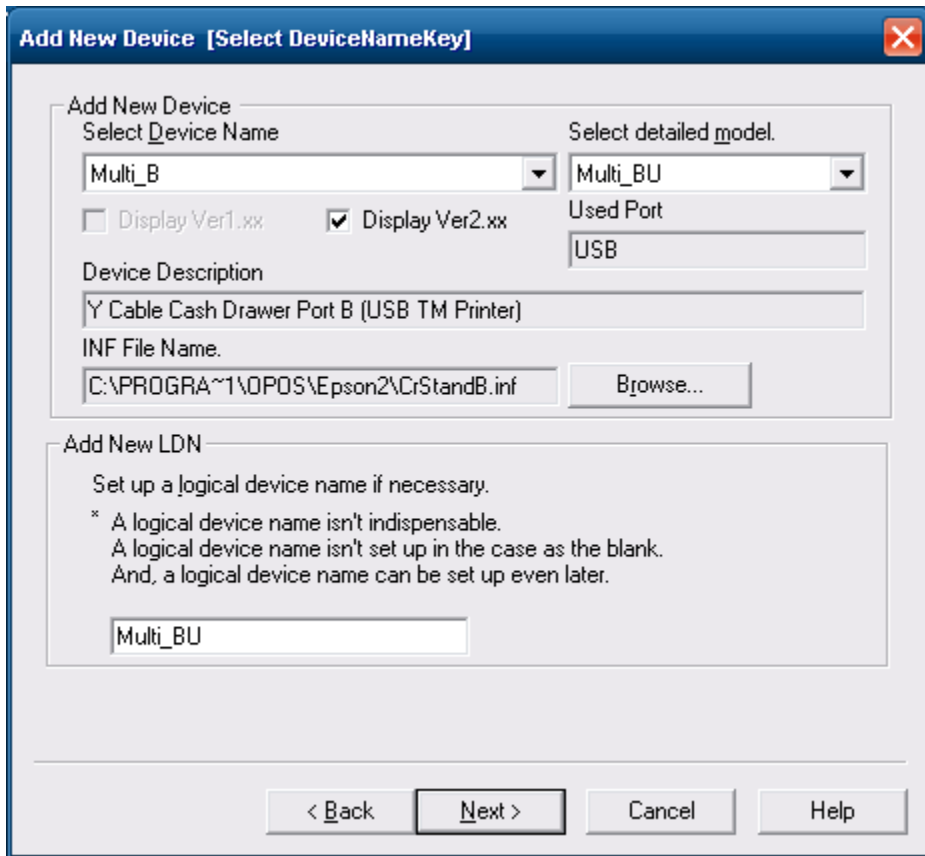 Add New Device [Select DeviceNameKey]
Add New Device
Select Device Name
Select detailed model.
Multi_B
Multi_BU
Display Ver1.xx
Display Ver2.xx
Used Port
USB
Device Description
Y Cable Cash Drawer Port B (USB TM Printer)
INF File Name.
C:\PROGRA~1\OPOS\Epson2\CrStandB.inf
Browse...
Add New LDN
Set up a logical device name if necessary.
* A logical device name isn't indispensable.
A logical device name isn't set up in the case as the blank.
And, a logical device name can be set up even later.
Multi_BU
< Back
Next >
Cancel
Help